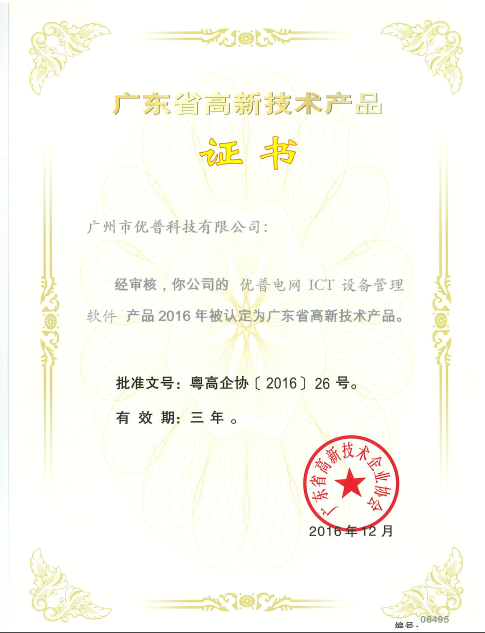 广东省高新技术产品
证书
广州市优普科技有限公司：
经审核，你公司的 优普电网 ICT 设备管理
软件 产品 2016 年被认定为广东省高新技术产品。
批准文号：粤高企协〔2016〕26 号。
有 效 期：三 年 。
广东省高新技术企业协会
2016 年 12 月
编号：06495